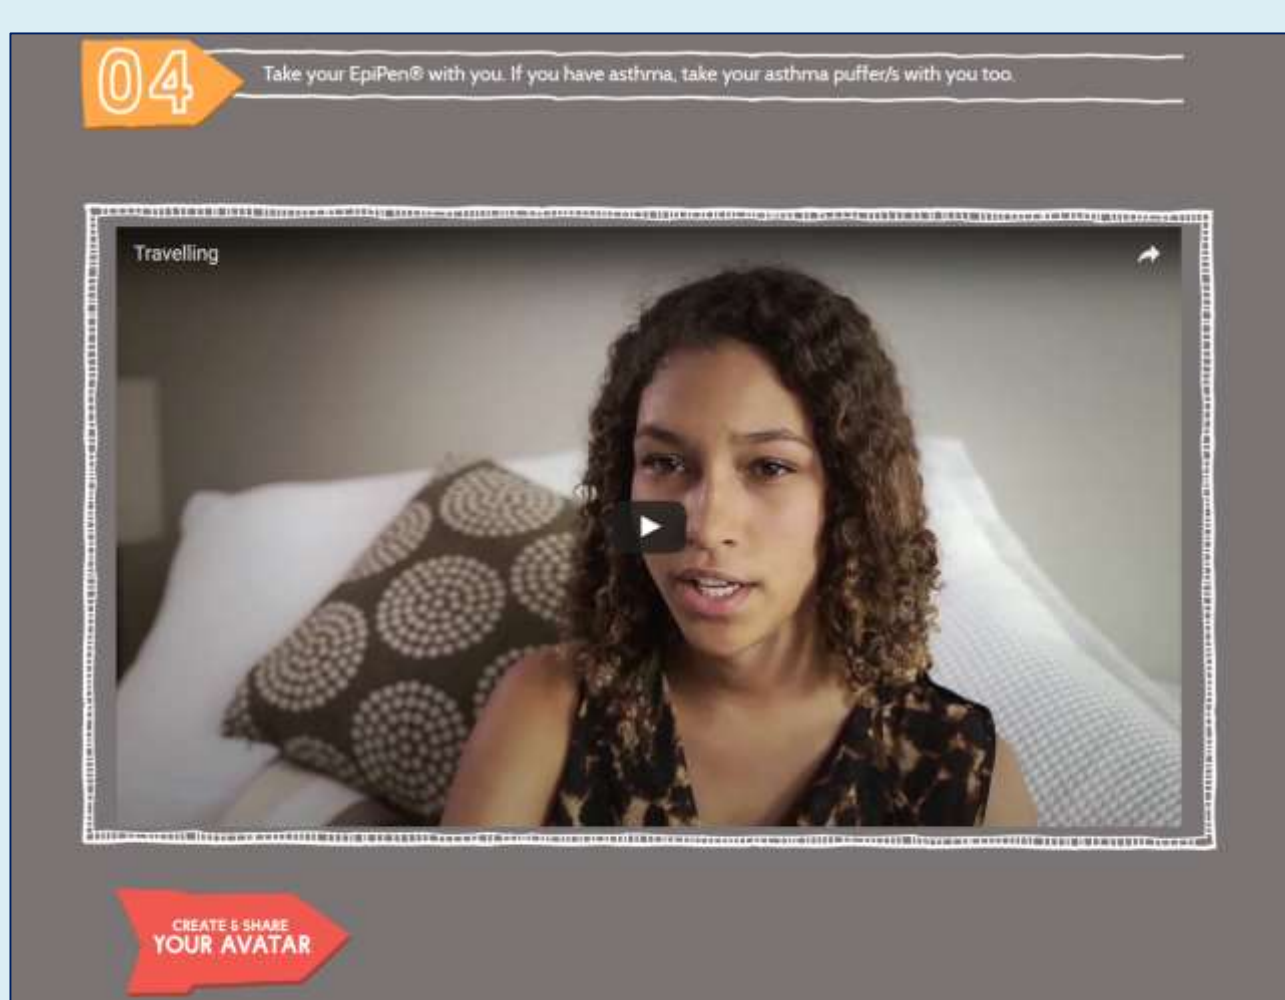 04
Take your EpiPen® with you. If you have asthma, take your asthma puffer/s with you too.
Travelling
CREATE & SHARE
YOUR AVATAR